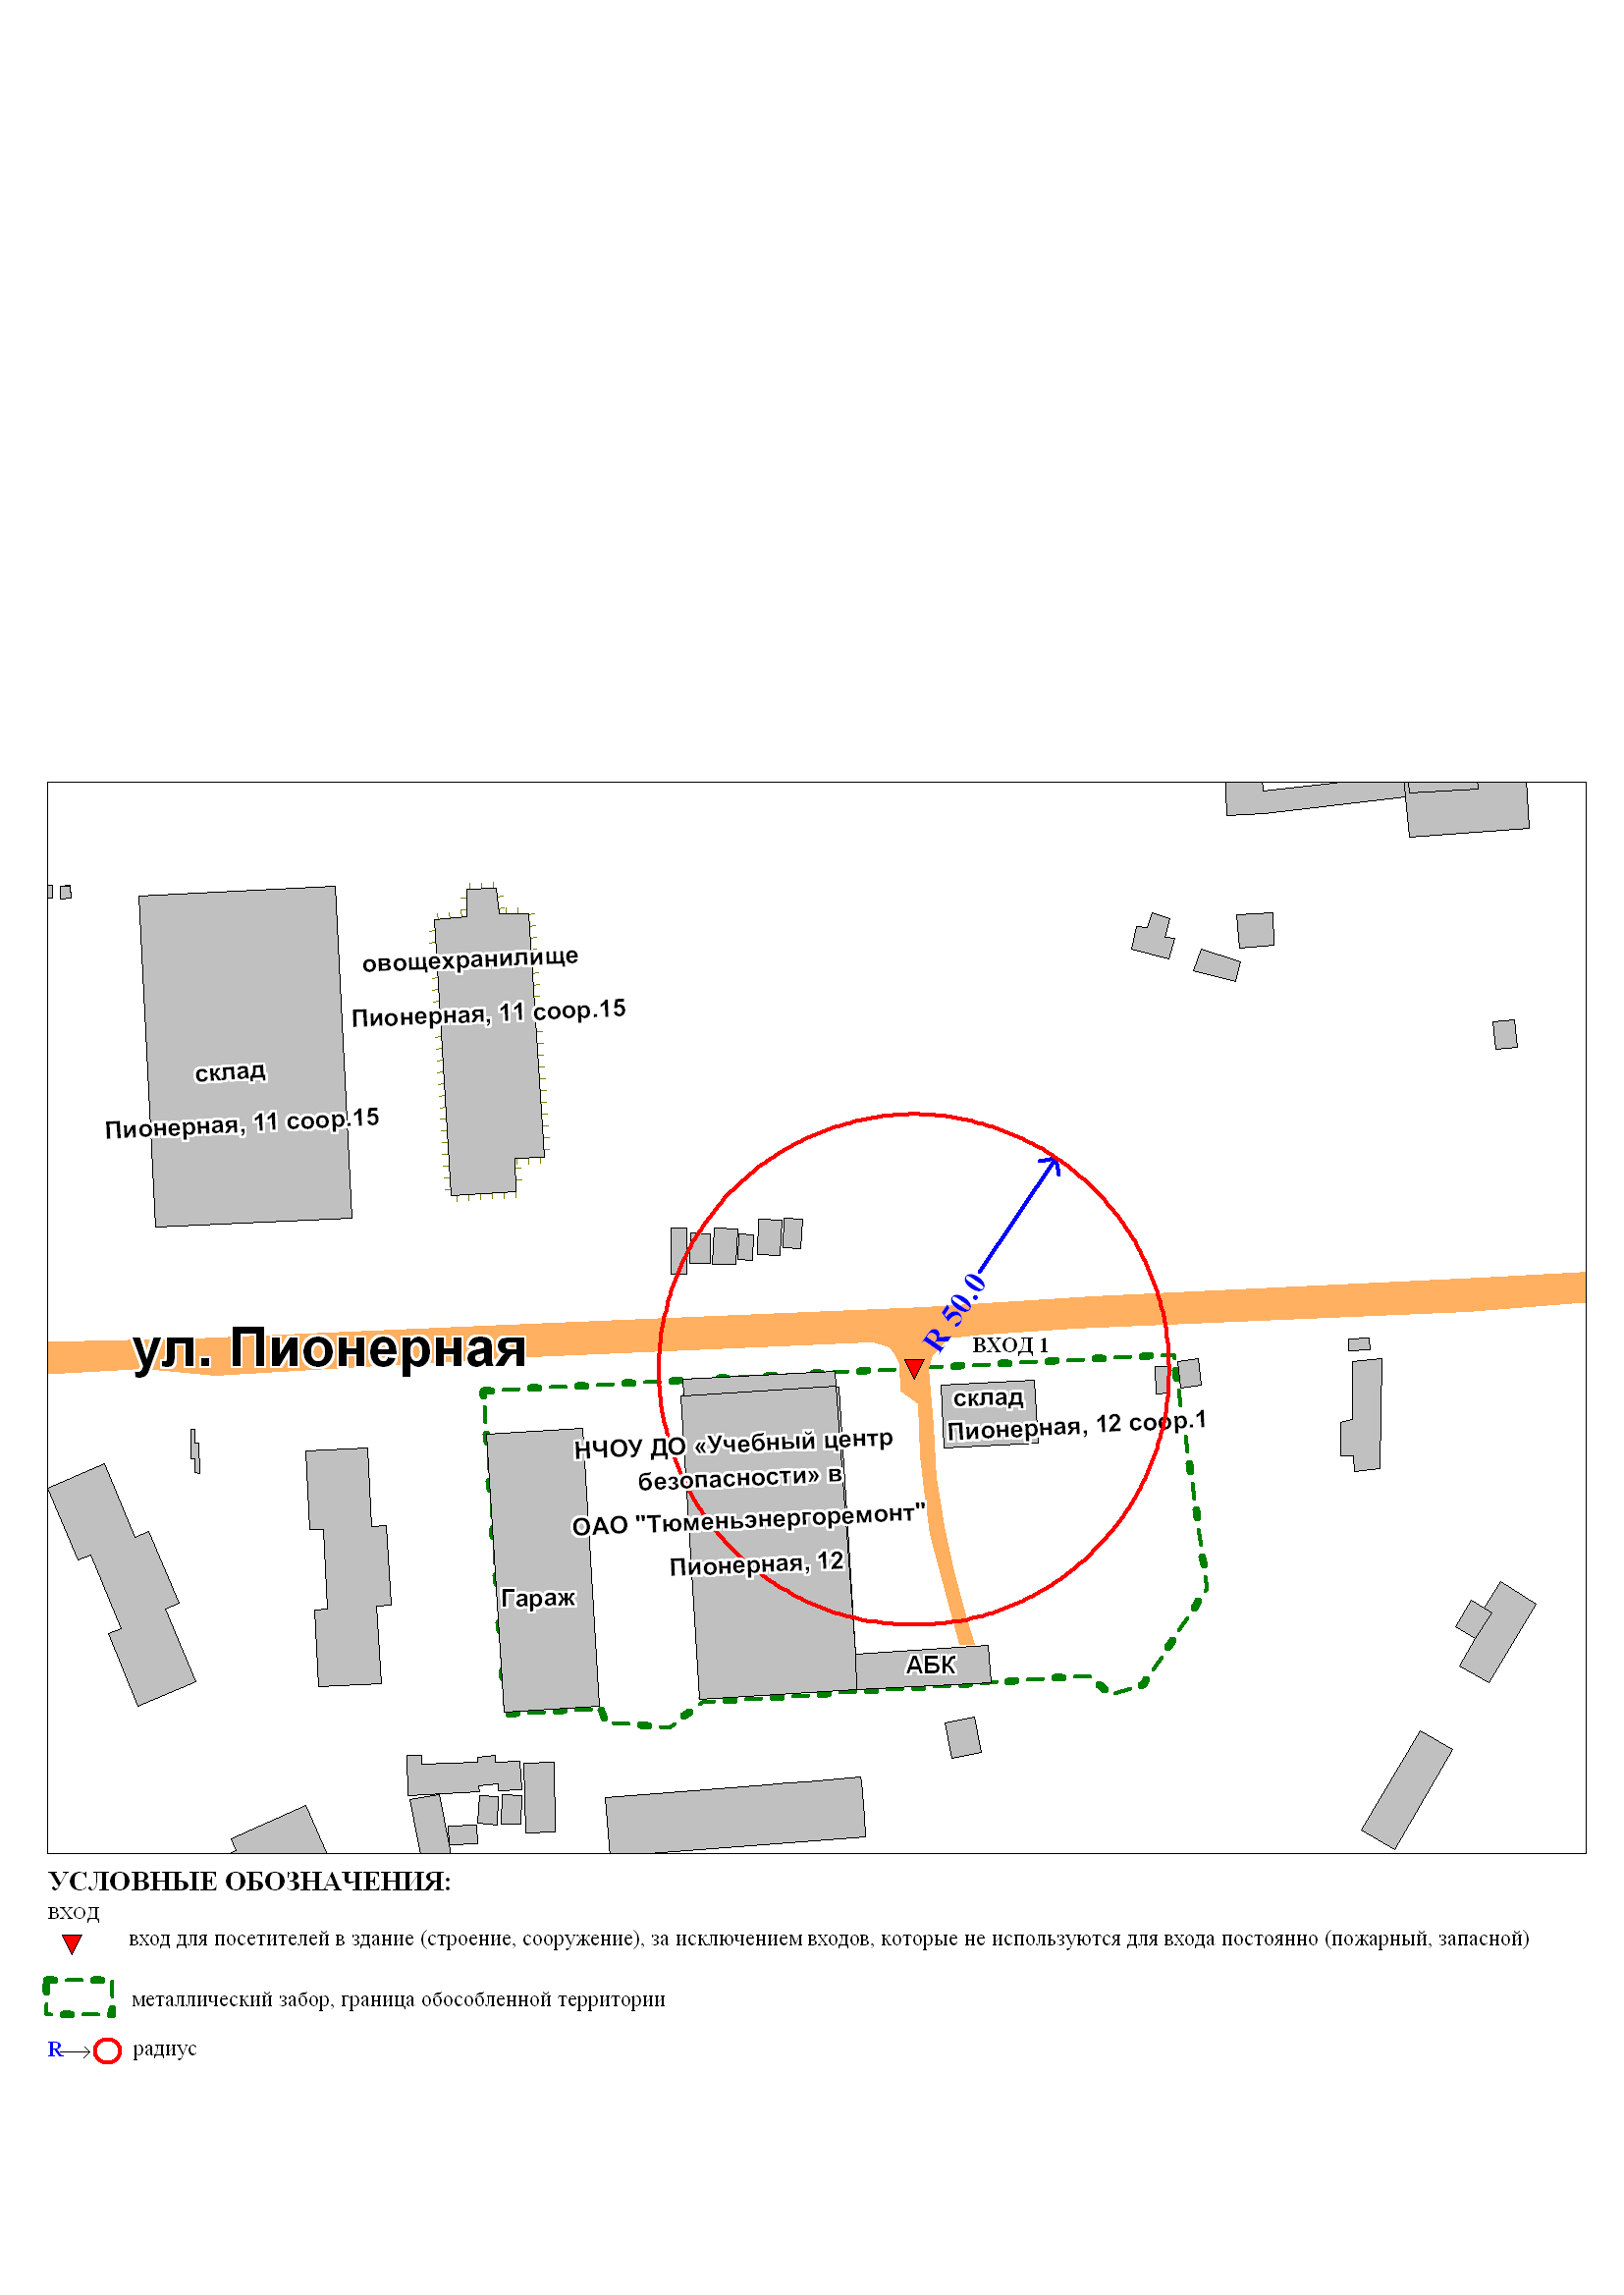 овощехранилище
Пионерная, 11 соор.15
склад
Пионерная, 11 соор.15
R 50.0
ул. Пионерная
ВХОД 1
склад
Пионерная, 12 соор.1
НЧОУ ДО «Учебный центр
безопасности» в
ОАО "Тюменьэнергоремонт"
Пионерная, 12
Гараж
АБК
УСЛОВНЫЕ ОБОЗНАЧЕНИЯ:
ВХОД
вход для посетителей в здание (строение, сооружение), за исключением входов, которые не используются для входа постоянно (пожарный, запасной)
металлический забор, граница обособленной территории
R радиус